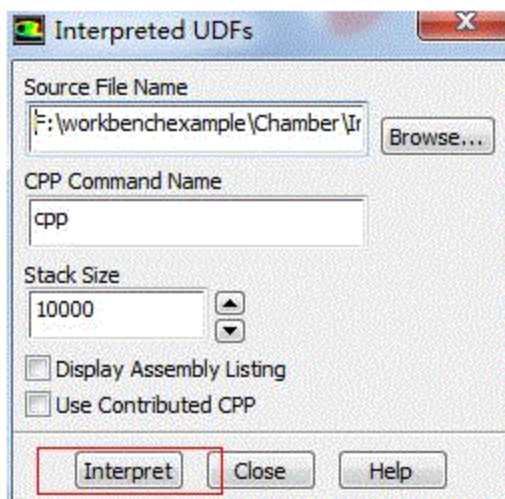 Interpreted UDFs
Source File Name
F:\workbenchexample\Chamber\Ir
Browse...
CPP Command Name
cpp
Stack Size
10000
Display Assembly Listing
Use Contributed CPP
Interpret Close Help